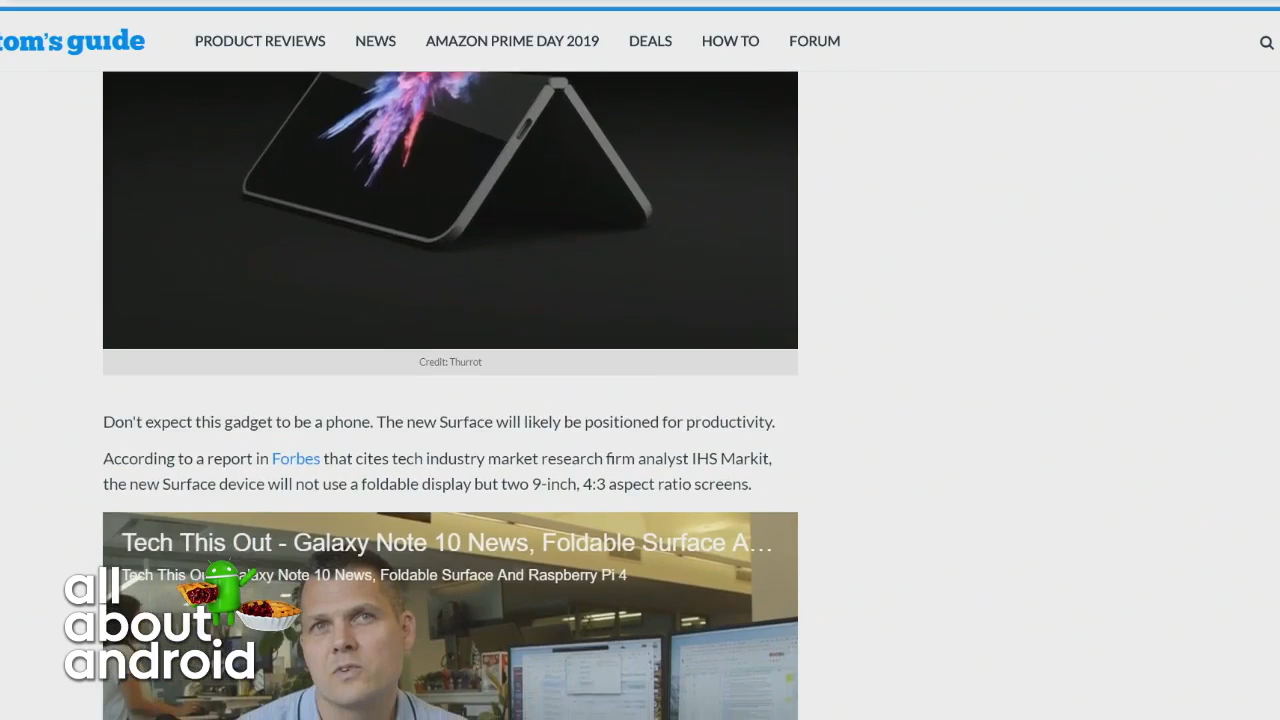 tom's guide
PRODUCT REVIEWS NEWS AMAZON PRIME DAY 2019 DEALS HOW TO FORUM
Credit: Thurrot
Don't expect this gadget to be a phone. The new Surface will likely be positioned for productivity.
According to a report in Forbes that cites tech industry market research firm analyst IHS Markit,
the new Surface device will not use a foldable display but two 9-inch, 4:3 aspect ratio screens.
Tech This Out - Galaxy Note 10 News, Foldable Surface A...
Tech This Galaxy Note 10 News, Foldable Surface And Raspberry Pi 4
all
about
android